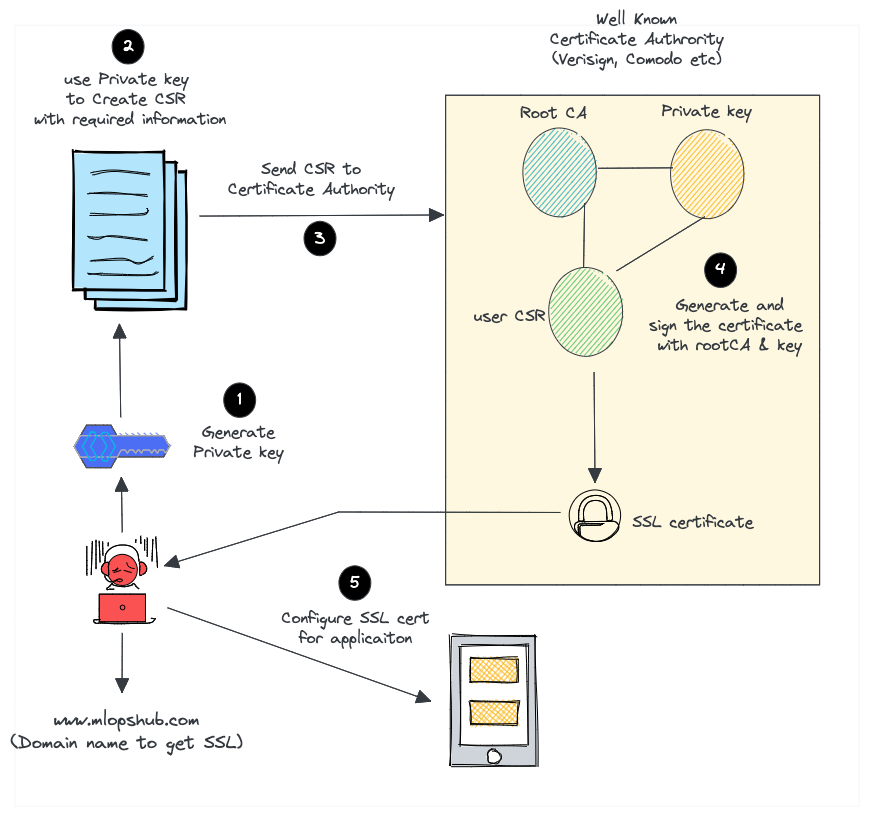 Well Known
Certificate Authrority
(Verisign, Comodo etc)
2
use Private key
to Create CSR
with required information
Root CA
Private key
Send CSR to
Certificate Authority
3
4
Generate and
sign the certificate
with rootCA & key
user CSR
1
Generate
Private key
SSL certificate
5
Configure SSL cert
for applicaiton
www.mlopshub.com
(Domain name to get SSL)